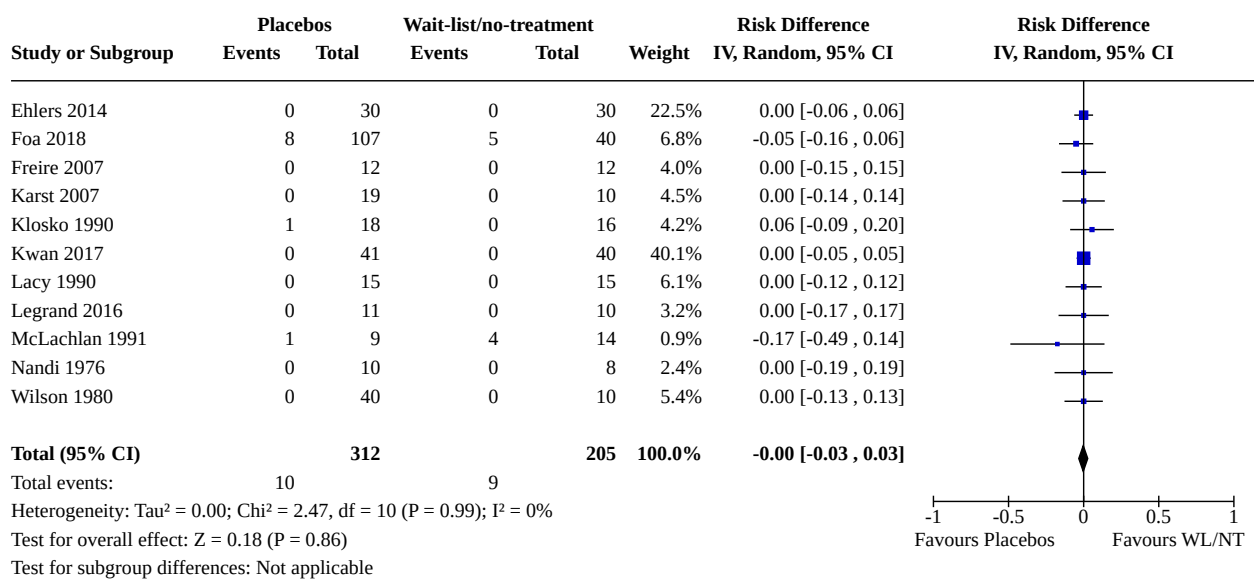 Placebos Wait-list/no-treatment Risk Difference Risk Difference
Study or Subgroup Events Total Events Total Weight IV, Random, 95% CI IV, Random, 95% CI
Ehlers 2014 0 30 0 30 22.5% 0.00 [-0.06 , 0.06]
Foa 2018 8 107 5 40 6.8% -0.05 [-0.16 , 0.06]
Freire 2007 0 12 0 12 4.0% 0.00 [-0.15 , 0.15]
Karst 2007 0 19 0 10 4.5% 0.00 [-0.14 , 0.14]
Klosko 1990 1 18 0 16 4.2% 0.06 [-0.09 , 0.20]
Kwan 2017 0 41 0 40 40.1% 0.00 [-0.05 , 0.05]
Lacy 1990 0 15 0 15 6.1% 0.00 [-0.12 , 0.12]
Legrand 2016 0 11 0 10 3.2% 0.00 [-0.17 , 0.17]
McLachlan 1991 1 9 4 14 0.9% -0.17 [-0.49 , 0.14]
Nandi 1976 0 10 0 8 2.4% 0.00 [-0.19 , 0.19]
Wilson 1980 0 40 0 10 5.4% 0.00 [-0.13 , 0.13]
Total (95% CI) 312 205 100.0% -0.00 [-0.03 , 0.03]
Total events: 10 9
Heterogeneity: Tau² = 0.00; Chi² = 2.47, df = 10 (P = 0.99); I² = 0%
-1 -0.5 0 0.5 1
Test for overall effect: Z = 0.18 (P = 0.86) Favours Placebos Favours WL/NT
Test for subgroup differences: Not applicable